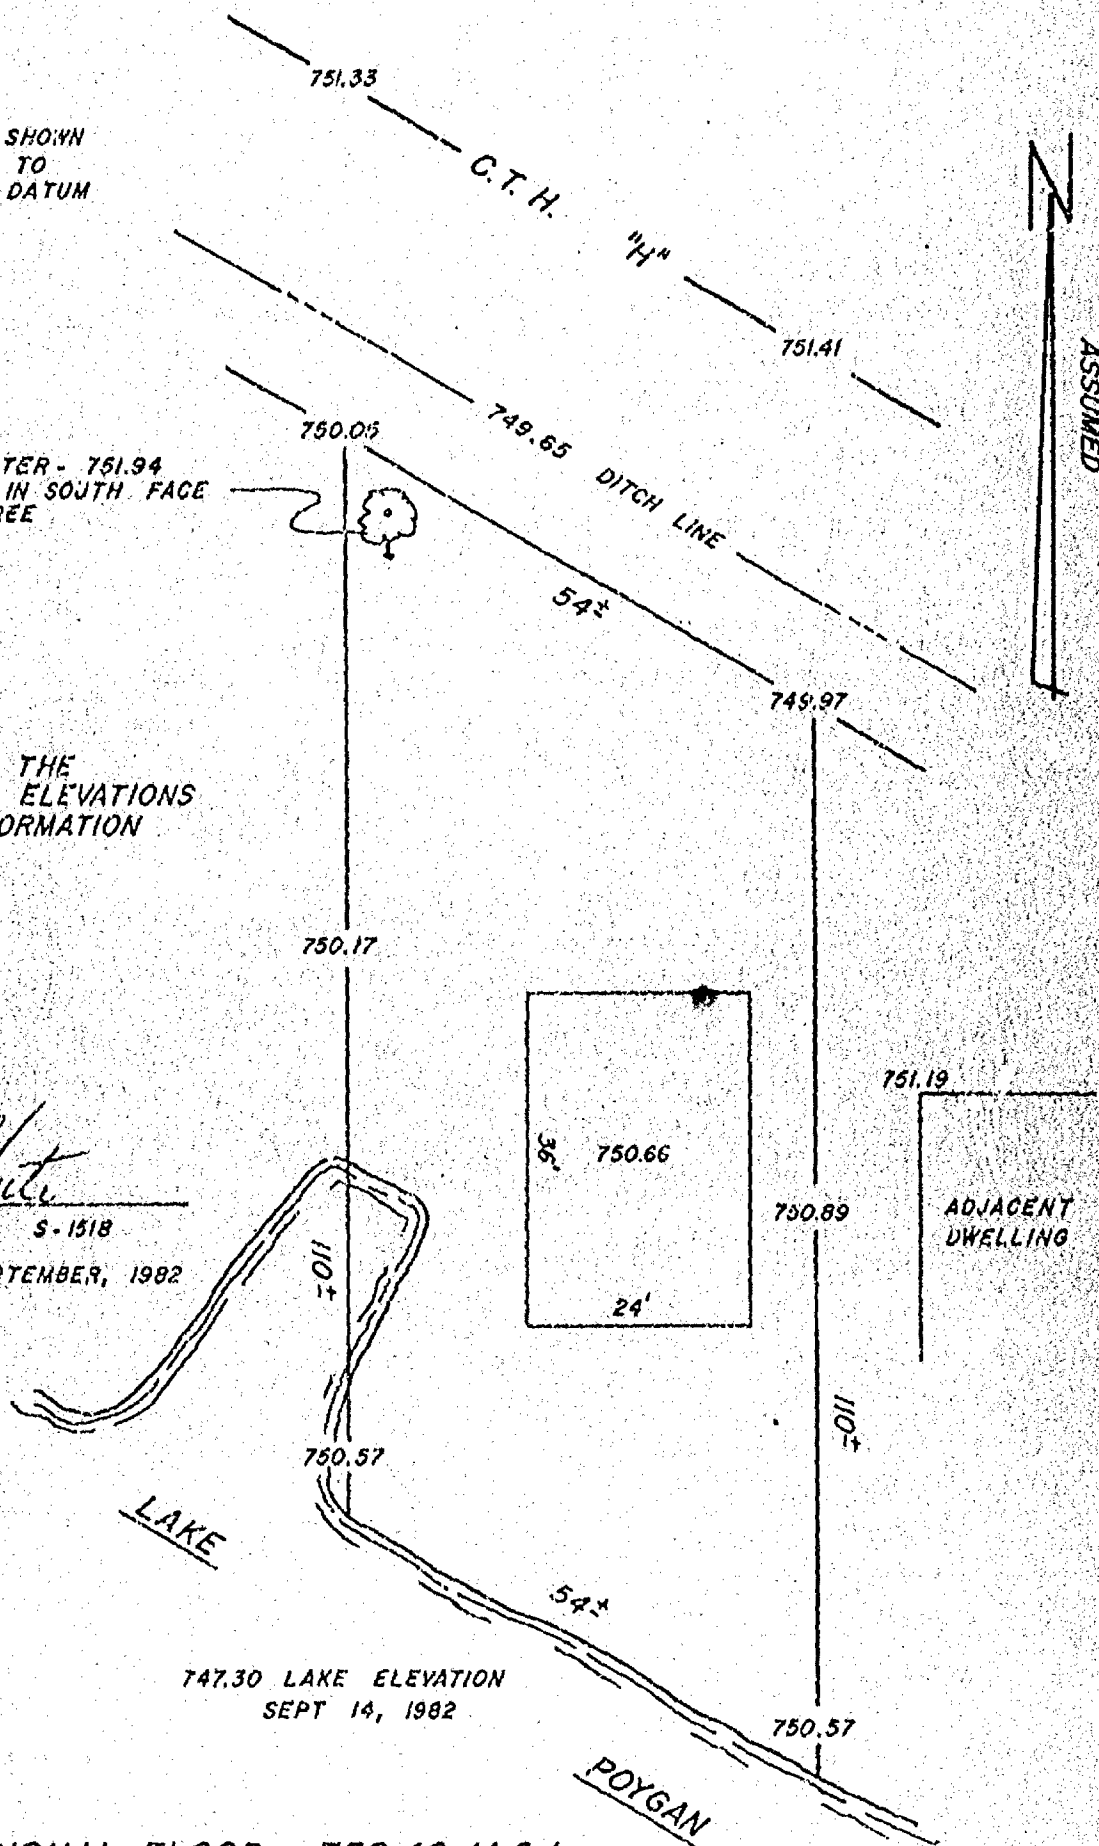 751.33
SHOWN
TO
DATUM
C.T.H. "H"
N
ASSUMED
751.41
750.05
749.65 DITCH LINE
TER - 751.94
IN SOUTH FACE
REE
54±
749.97
THE
ELEVATIONS
ORMATION
750.17
751.19
36'
750.66
750.89
ADJACENT
DWELLING
S-1518
TEMBER, 1982
110±
24'
110±
750.57
LAKE
54±
747.30 LAKE ELEVATION
SEPT 14, 1982
750.57
POYGAN